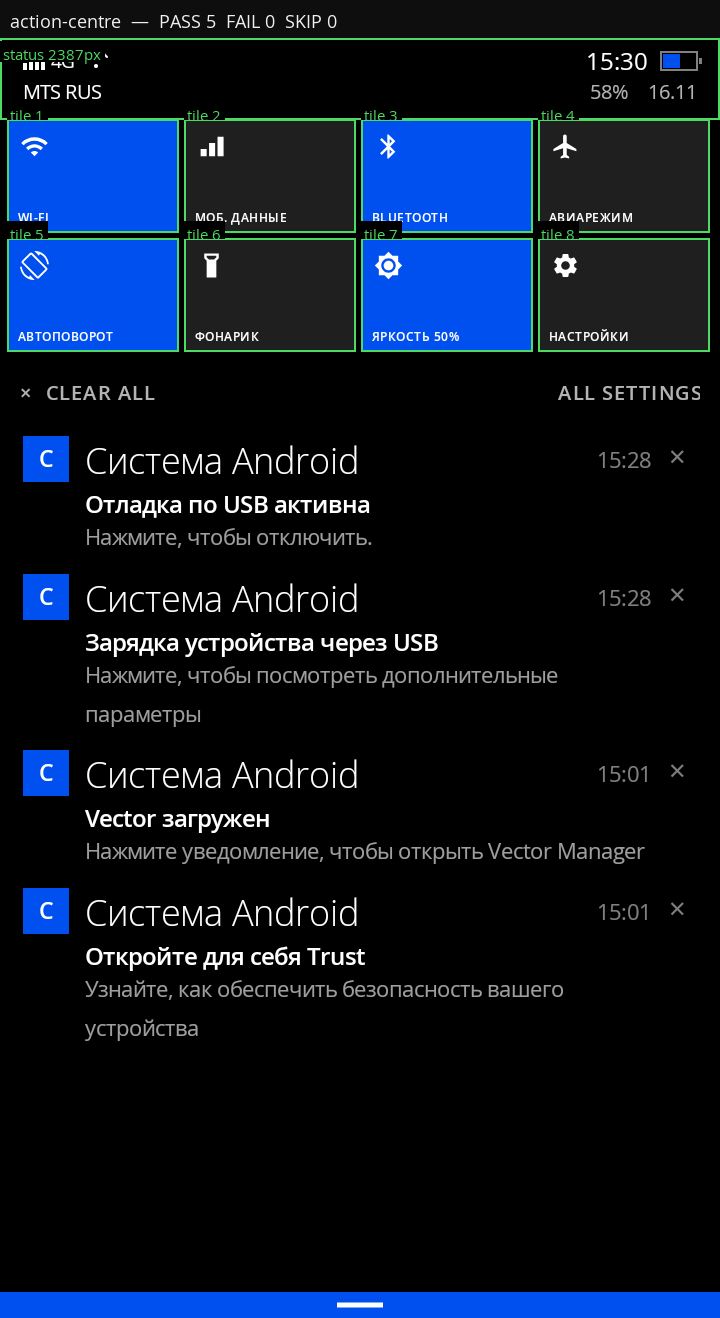 action-centre — PASS 5 FAIL 0 SKIP 0
status 2387px
4G
15:30
MTS RUS
58% 16.11
tile 1 tile 2 tile 3 tile 4
WI-FI
МОБ. ДАННЫЕ
BLUETOOTH
АВИАРЕЖИМ
tile 5 tile 6 tile 7 tile 8
АВТОПОВОРОТ
ФОНАРИК
ЯРКОСТЬ 50%
НАСТРОЙКИ
× CLEAR ALL
ALL SETTINGS
С
Система Android
15:28 ×
Отладка по USB активна
Нажмите, чтобы отключить.
С
Система Android
15:28 ×
Зарядка устройства через USB
Нажмите, чтобы посмотреть дополнительные
параметры
С
Система Android
15:01 ×
Vector загружен
Нажмите уведомление, чтобы открыть Vector Manager
С
Система Android
15:01 ×
Откройте для себя Trust
Узнайте, как обеспечить безопасность вашего
устройства